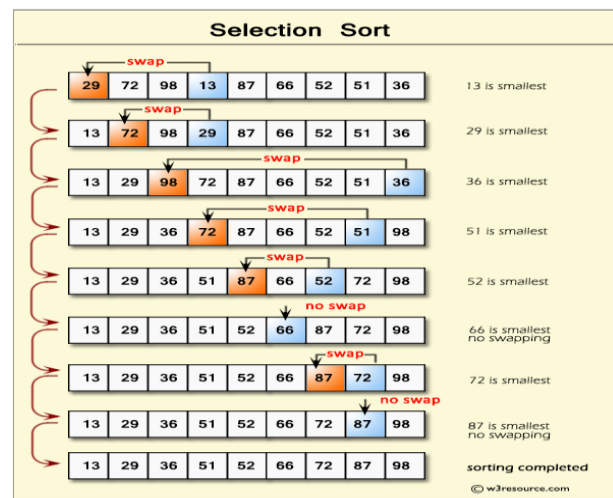 Selection Sort
swap
29 72 98 13 87 66 52 51 36 13 is smallest
swap
13 72 98 29 87 66 52 51 36 29 is smallest
swap
13 29 98 72 87 66 52 51 36 36 is smallest
swap
13 29 36 72 87 66 52 51 98 51 is smallest
swap
13 29 36 51 87 66 52 72 98 52 is smallest
no swap
13 29 36 51 52 66 87 72 98 66 is smallest
no swapping
swap
13 29 36 51 52 66 87 72 98 72 is smallest
no swap
13 29 36 51 52 66 72 87 98 87 is smallest
no swapping
13 29 36 51 52 66 72 87 98 sorting completed
© w3resource.com